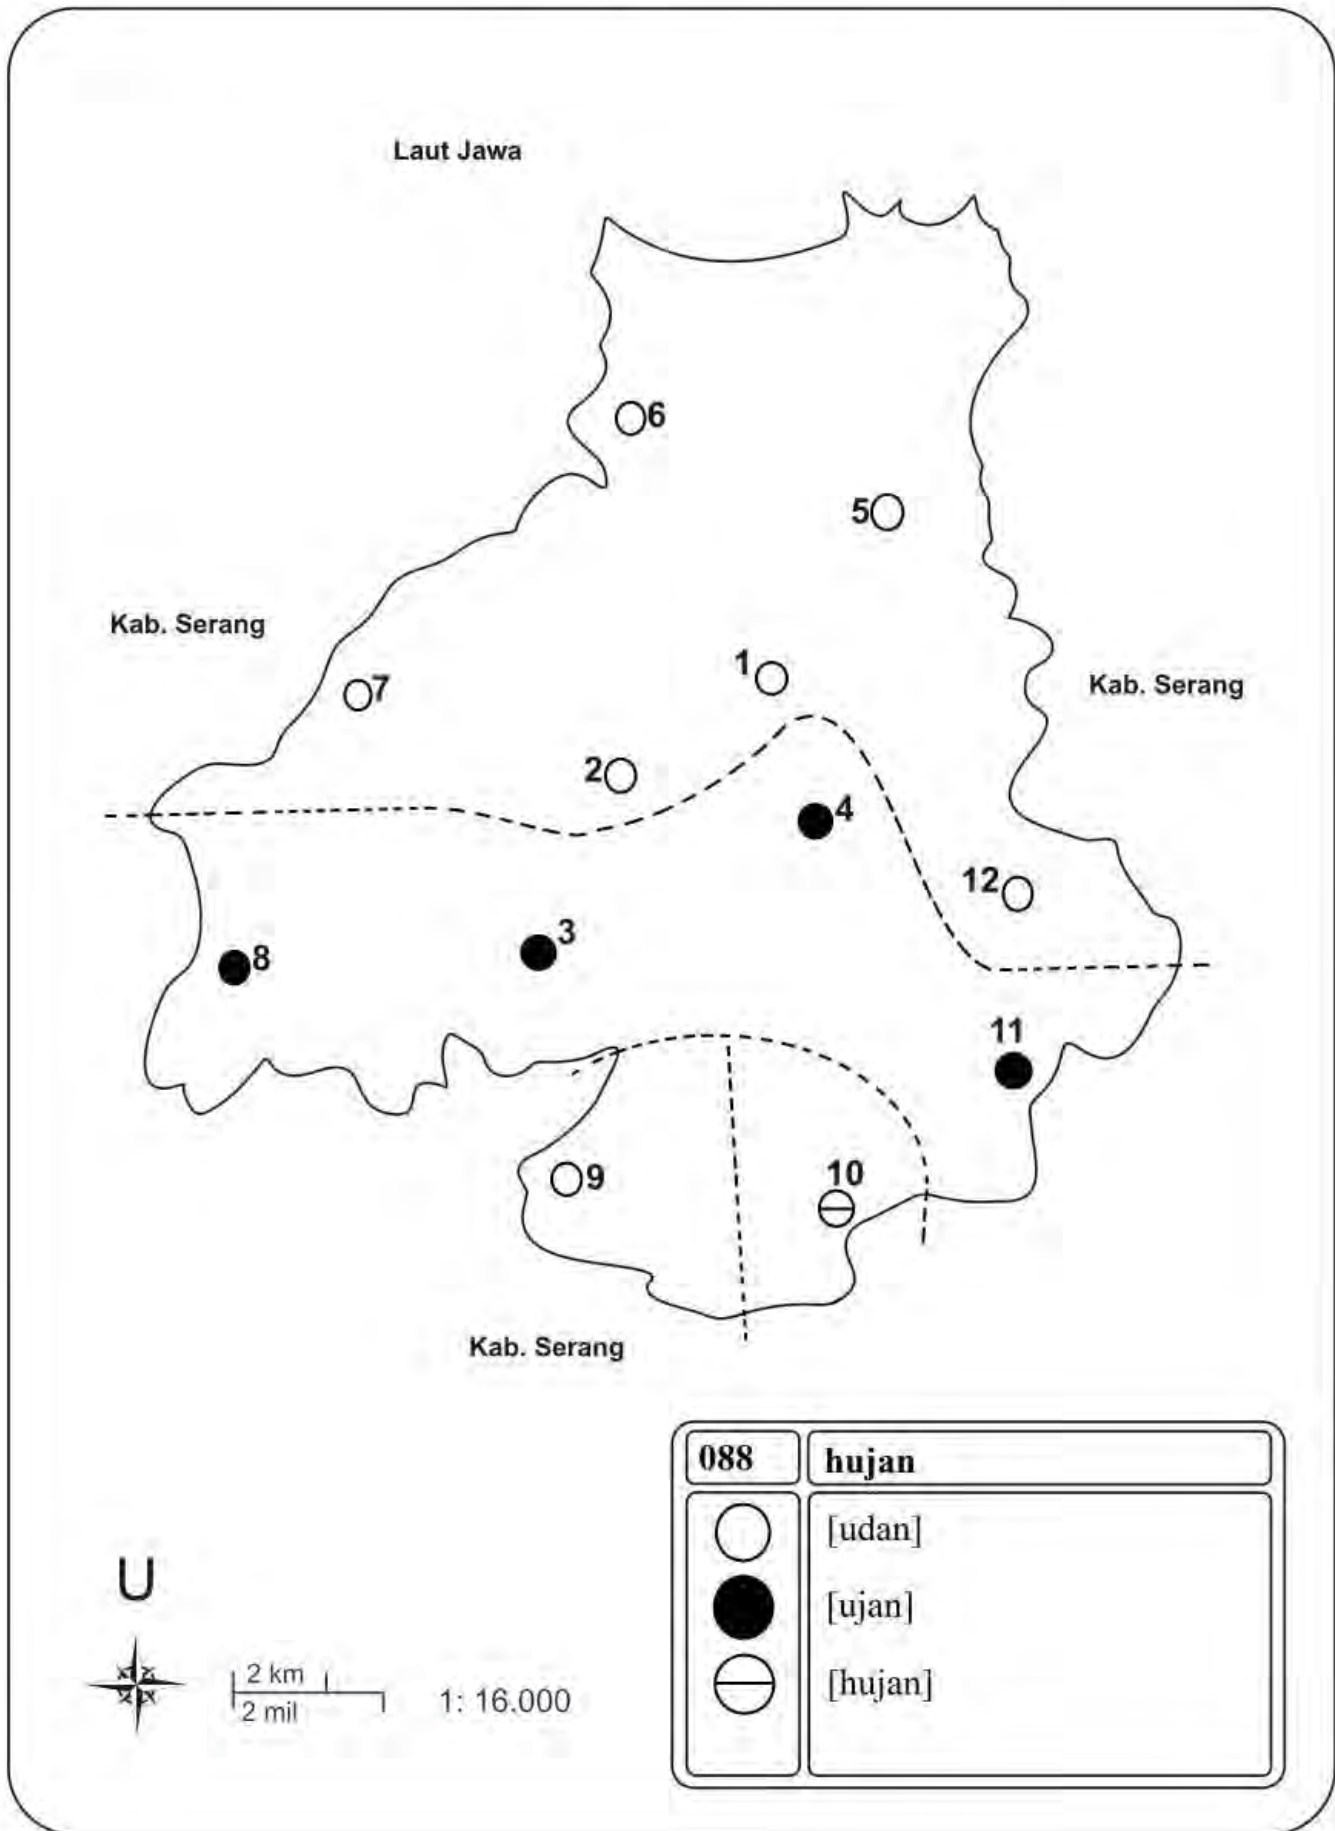 Laut Jawa
6
5
Kab. Serang
1
7
Kab. Serang
2
4
12
3
8
11
9
10
Kab. Serang
088 hujan
[udan]
[ujan]
[hujan]
U
2 km
2 mil
1: 16.000